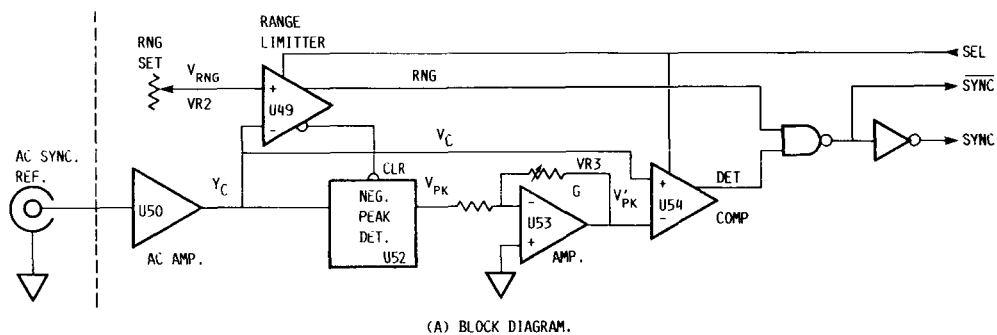 RANGE
LIMITTER
RNG
SET
V_RNG
VR2
+
U49
-
RNG
SEL
SYNC̅
SYNC
AC SYNC.
REF.
U50
Y_C
AC AMP.
V_C
CLR
NEG.
PEAK
DET.
U52
V_PK
VR3
G
-
U53
+
AMP.
V'_PK
+
U54
-
DET
COMP
(A) BLOCK DIAGRAM.